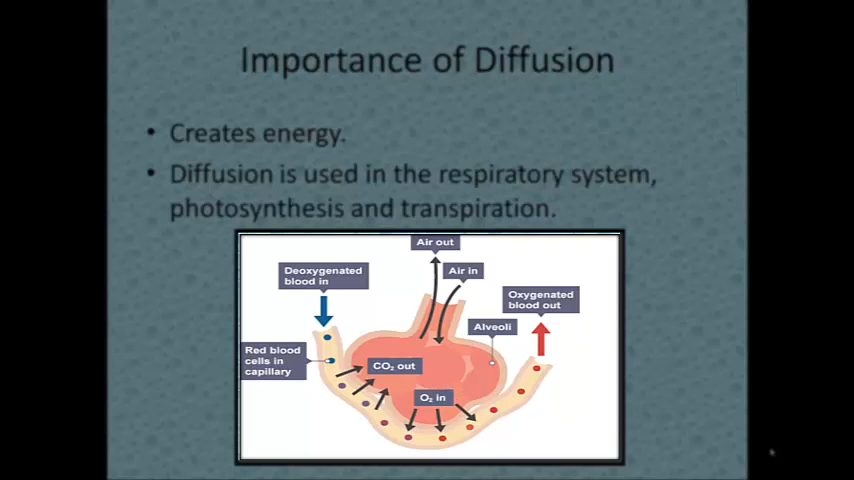 Importance of Diffusion
• Creates energy.
• Diffusion is used in the respiratory system,
photosynthesis and transpiration.
Air out
Deoxygenated
blood in
Air in
Oxygenated
blood out
Alveoli
Red blood
cells in
capillary
CO₂ out
O₂ in